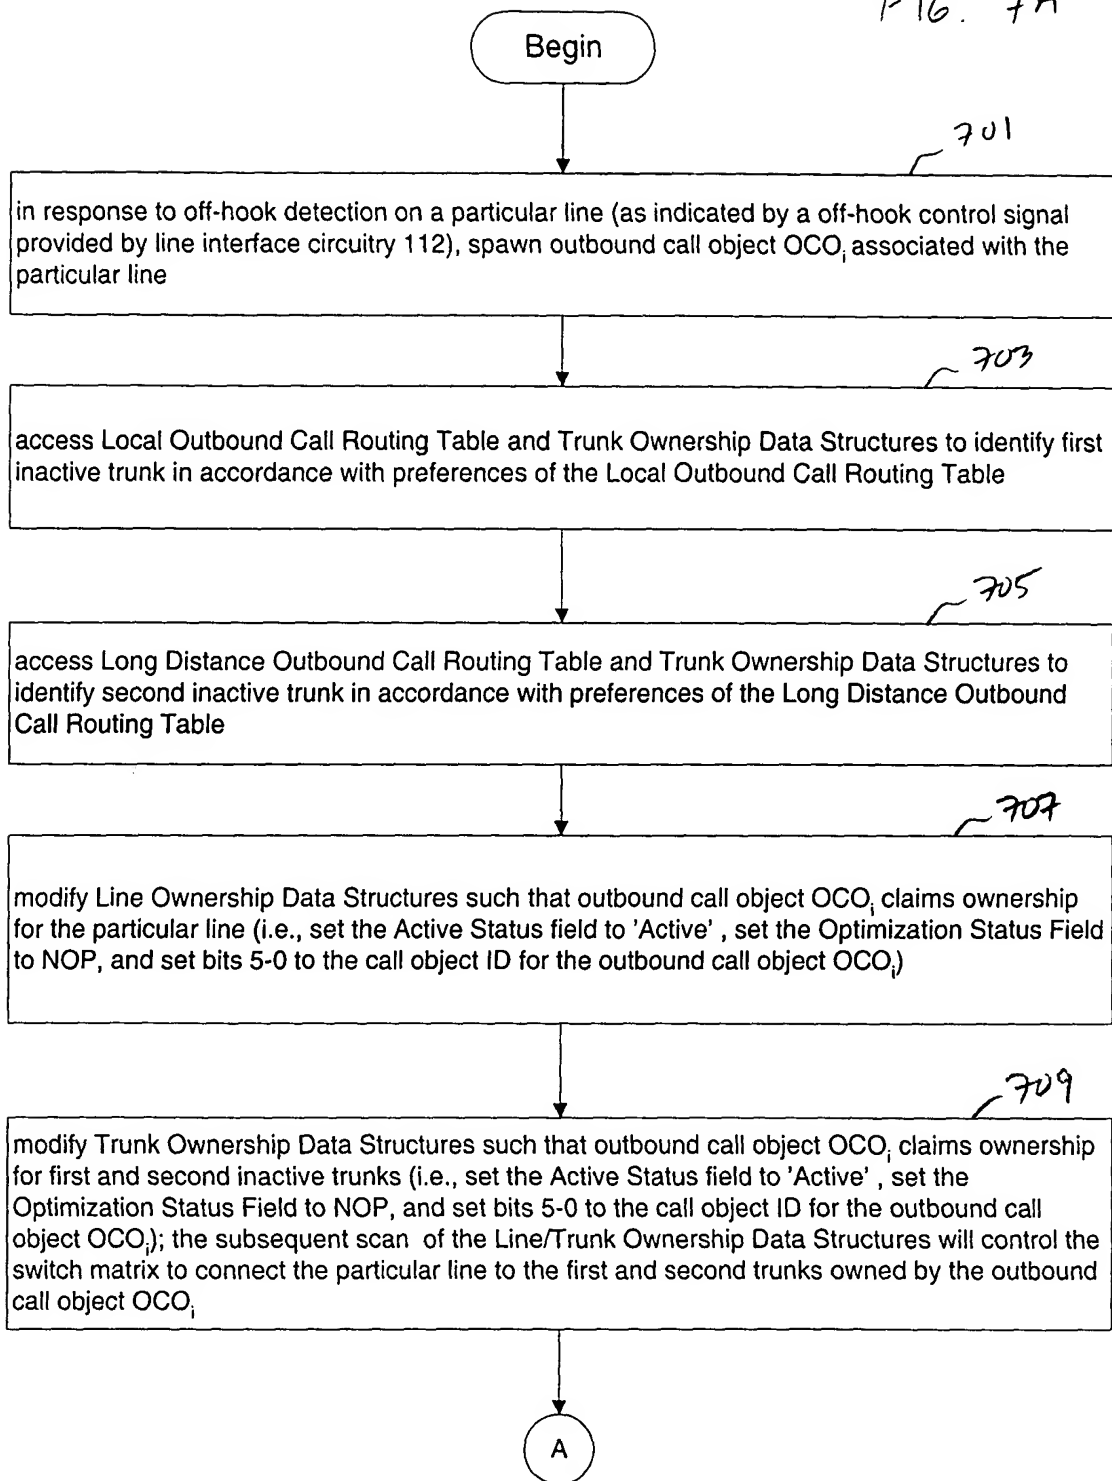 FIG. 7A
Begin
701
in response to off-hook detection on a particular line (as indicated by a off-hook control signal
provided by line interface circuitry 112), spawn outbound call object OCOi associated with the
particular line
703
access Local Outbound Call Routing Table and Trunk Ownership Data Structures to identify first
inactive trunk in accordance with preferences of the Local Outbound Call Routing Table
705
access Long Distance Outbound Call Routing Table and Trunk Ownership Data Structures to
identify second inactive trunk in accordance with preferences of the Long Distance Outbound
Call Routing Table
707
modify Line Ownership Data Structures such that outbound call object OCOi claims ownership
for the particular line (i.e., set the Active Status field to 'Active' , set the Optimization Status Field
to NOP, and set bits 5-0 to the call object ID for the outbound call object OCOi)
709
modify Trunk Ownership Data Structures such that outbound call object OCOi claims ownership
for first and second inactive trunks (i.e., set the Active Status field to 'Active' , set the
Optimization Status Field to NOP, and set bits 5-0 to the call object ID for the outbound call
object OCOi); the subsequent scan of the Line/Trunk Ownership Data Structures will control the
switch matrix to connect the particular line to the first and second trunks owned by the outbound
call object OCOi
A